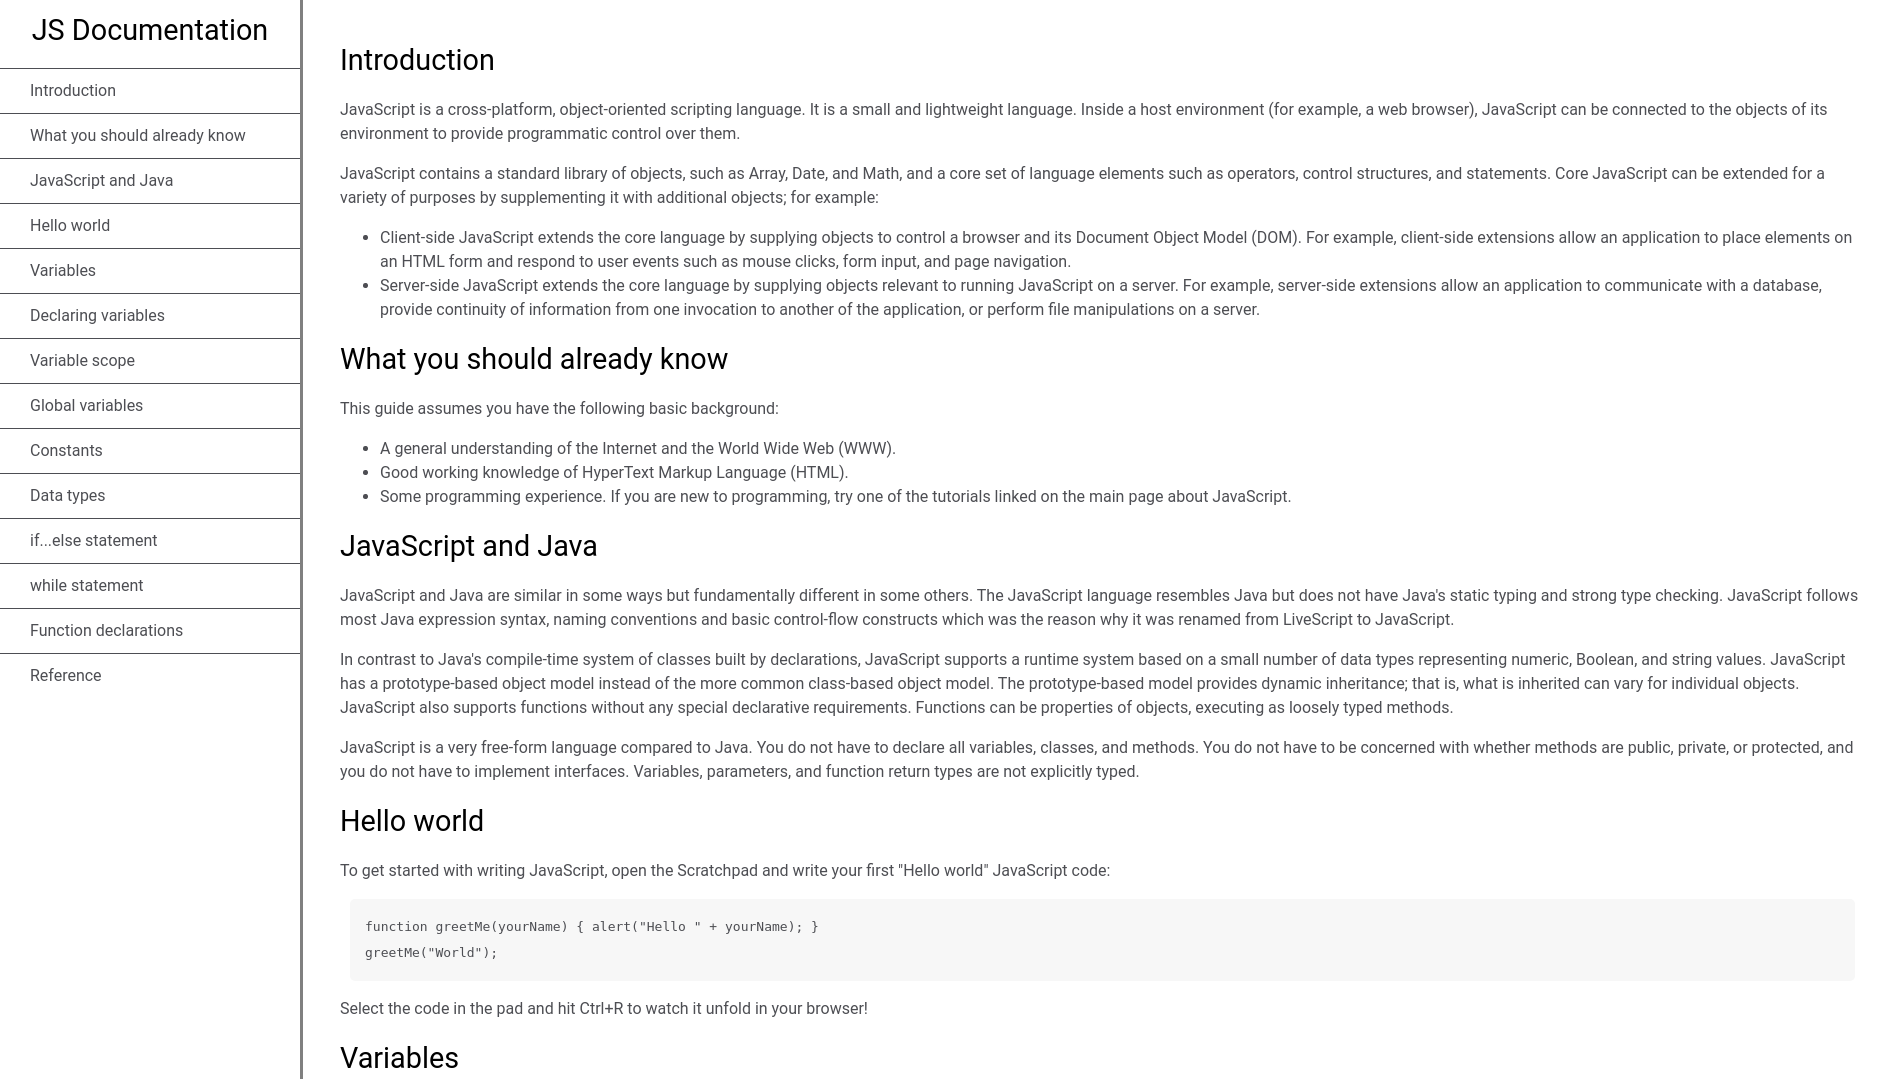 JS Documentation
Introduction
What you should already know
JavaScript and Java
Hello world
Variables
Declaring variables
Variable scope
Global variables
Constants
Data types
if...else statement
while statement
Function declarations
Reference
Introduction
JavaScript is a cross-platform, object-oriented scripting language. It is a small and lightweight language. Inside a host environment (for example, a web browser), JavaScript can be connected to the objects of its
environment to provide programmatic control over them.
JavaScript contains a standard library of objects, such as Array, Date, and Math, and a core set of language elements such as operators, control structures, and statements. Core JavaScript can be extended for a
variety of purposes by supplementing it with additional objects; for example:
• Client-side JavaScript extends the core language by supplying objects to control a browser and its Document Object Model (DOM). For example, client-side extensions allow an application to place elements on
an HTML form and respond to user events such as mouse clicks, form input, and page navigation.
• Server-side JavaScript extends the core language by supplying objects relevant to running JavaScript on a server. For example, server-side extensions allow an application to communicate with a database,
provide continuity of information from one invocation to another of the application, or perform file manipulations on a server.
What you should already know
This guide assumes you have the following basic background:
• A general understanding of the Internet and the World Wide Web (WWW).
• Good working knowledge of HyperText Markup Language (HTML).
• Some programming experience. If you are new to programming, try one of the tutorials linked on the main page about JavaScript.
JavaScript and Java
JavaScript and Java are similar in some ways but fundamentally different in some others. The JavaScript language resembles Java but does not have Java's static typing and strong type checking. JavaScript follows
most Java expression syntax, naming conventions and basic control-flow constructs which was the reason why it was renamed from LiveScript to JavaScript.
In contrast to Java's compile-time system of classes built by declarations, JavaScript supports a runtime system based on a small number of data types representing numeric, Boolean, and string values. JavaScript
has a prototype-based object model instead of the more common class-based object model. The prototype-based model provides dynamic inheritance; that is, what is inherited can vary for individual objects.
JavaScript also supports functions without any special declarative requirements. Functions can be properties of objects, executing as loosely typed methods.
JavaScript is a very free-form language compared to Java. You do not have to declare all variables, classes, and methods. You do not have to be concerned with whether methods are public, private, or protected, and
you do not have to implement interfaces. Variables, parameters, and function return types are not explicitly typed.
Hello world
To get started with writing JavaScript, open the Scratchpad and write your first "Hello world" JavaScript code:
function greetMe(yourName) { alert("Hello " + yourName); }
greetMe("World");
Select the code in the pad and hit Ctrl+R to watch it unfold in your browser!
Variables